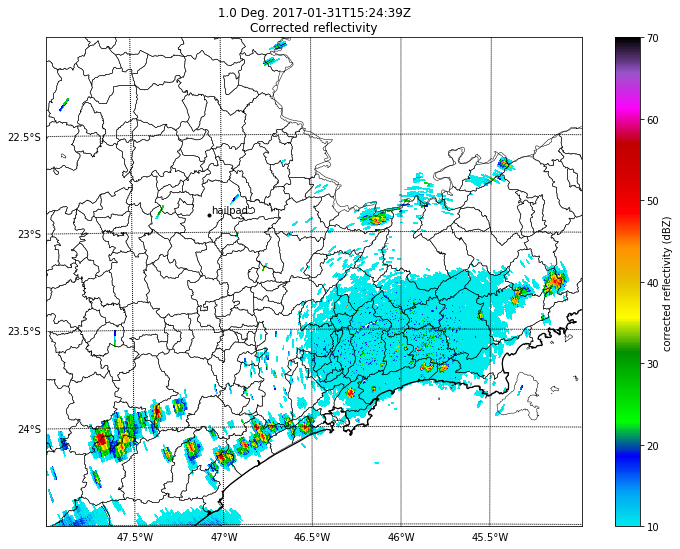 1.0 Deg. 2017-01-31T15:24:39Z
Corrected reflectivity
70
60
50
40
30
20
10
corrected reflectivity (dBZ)
22.5°S
23°S
23.5°S
24°S
hailpad
47.5°W
47°W
46.5°W
46°W
45.5°W